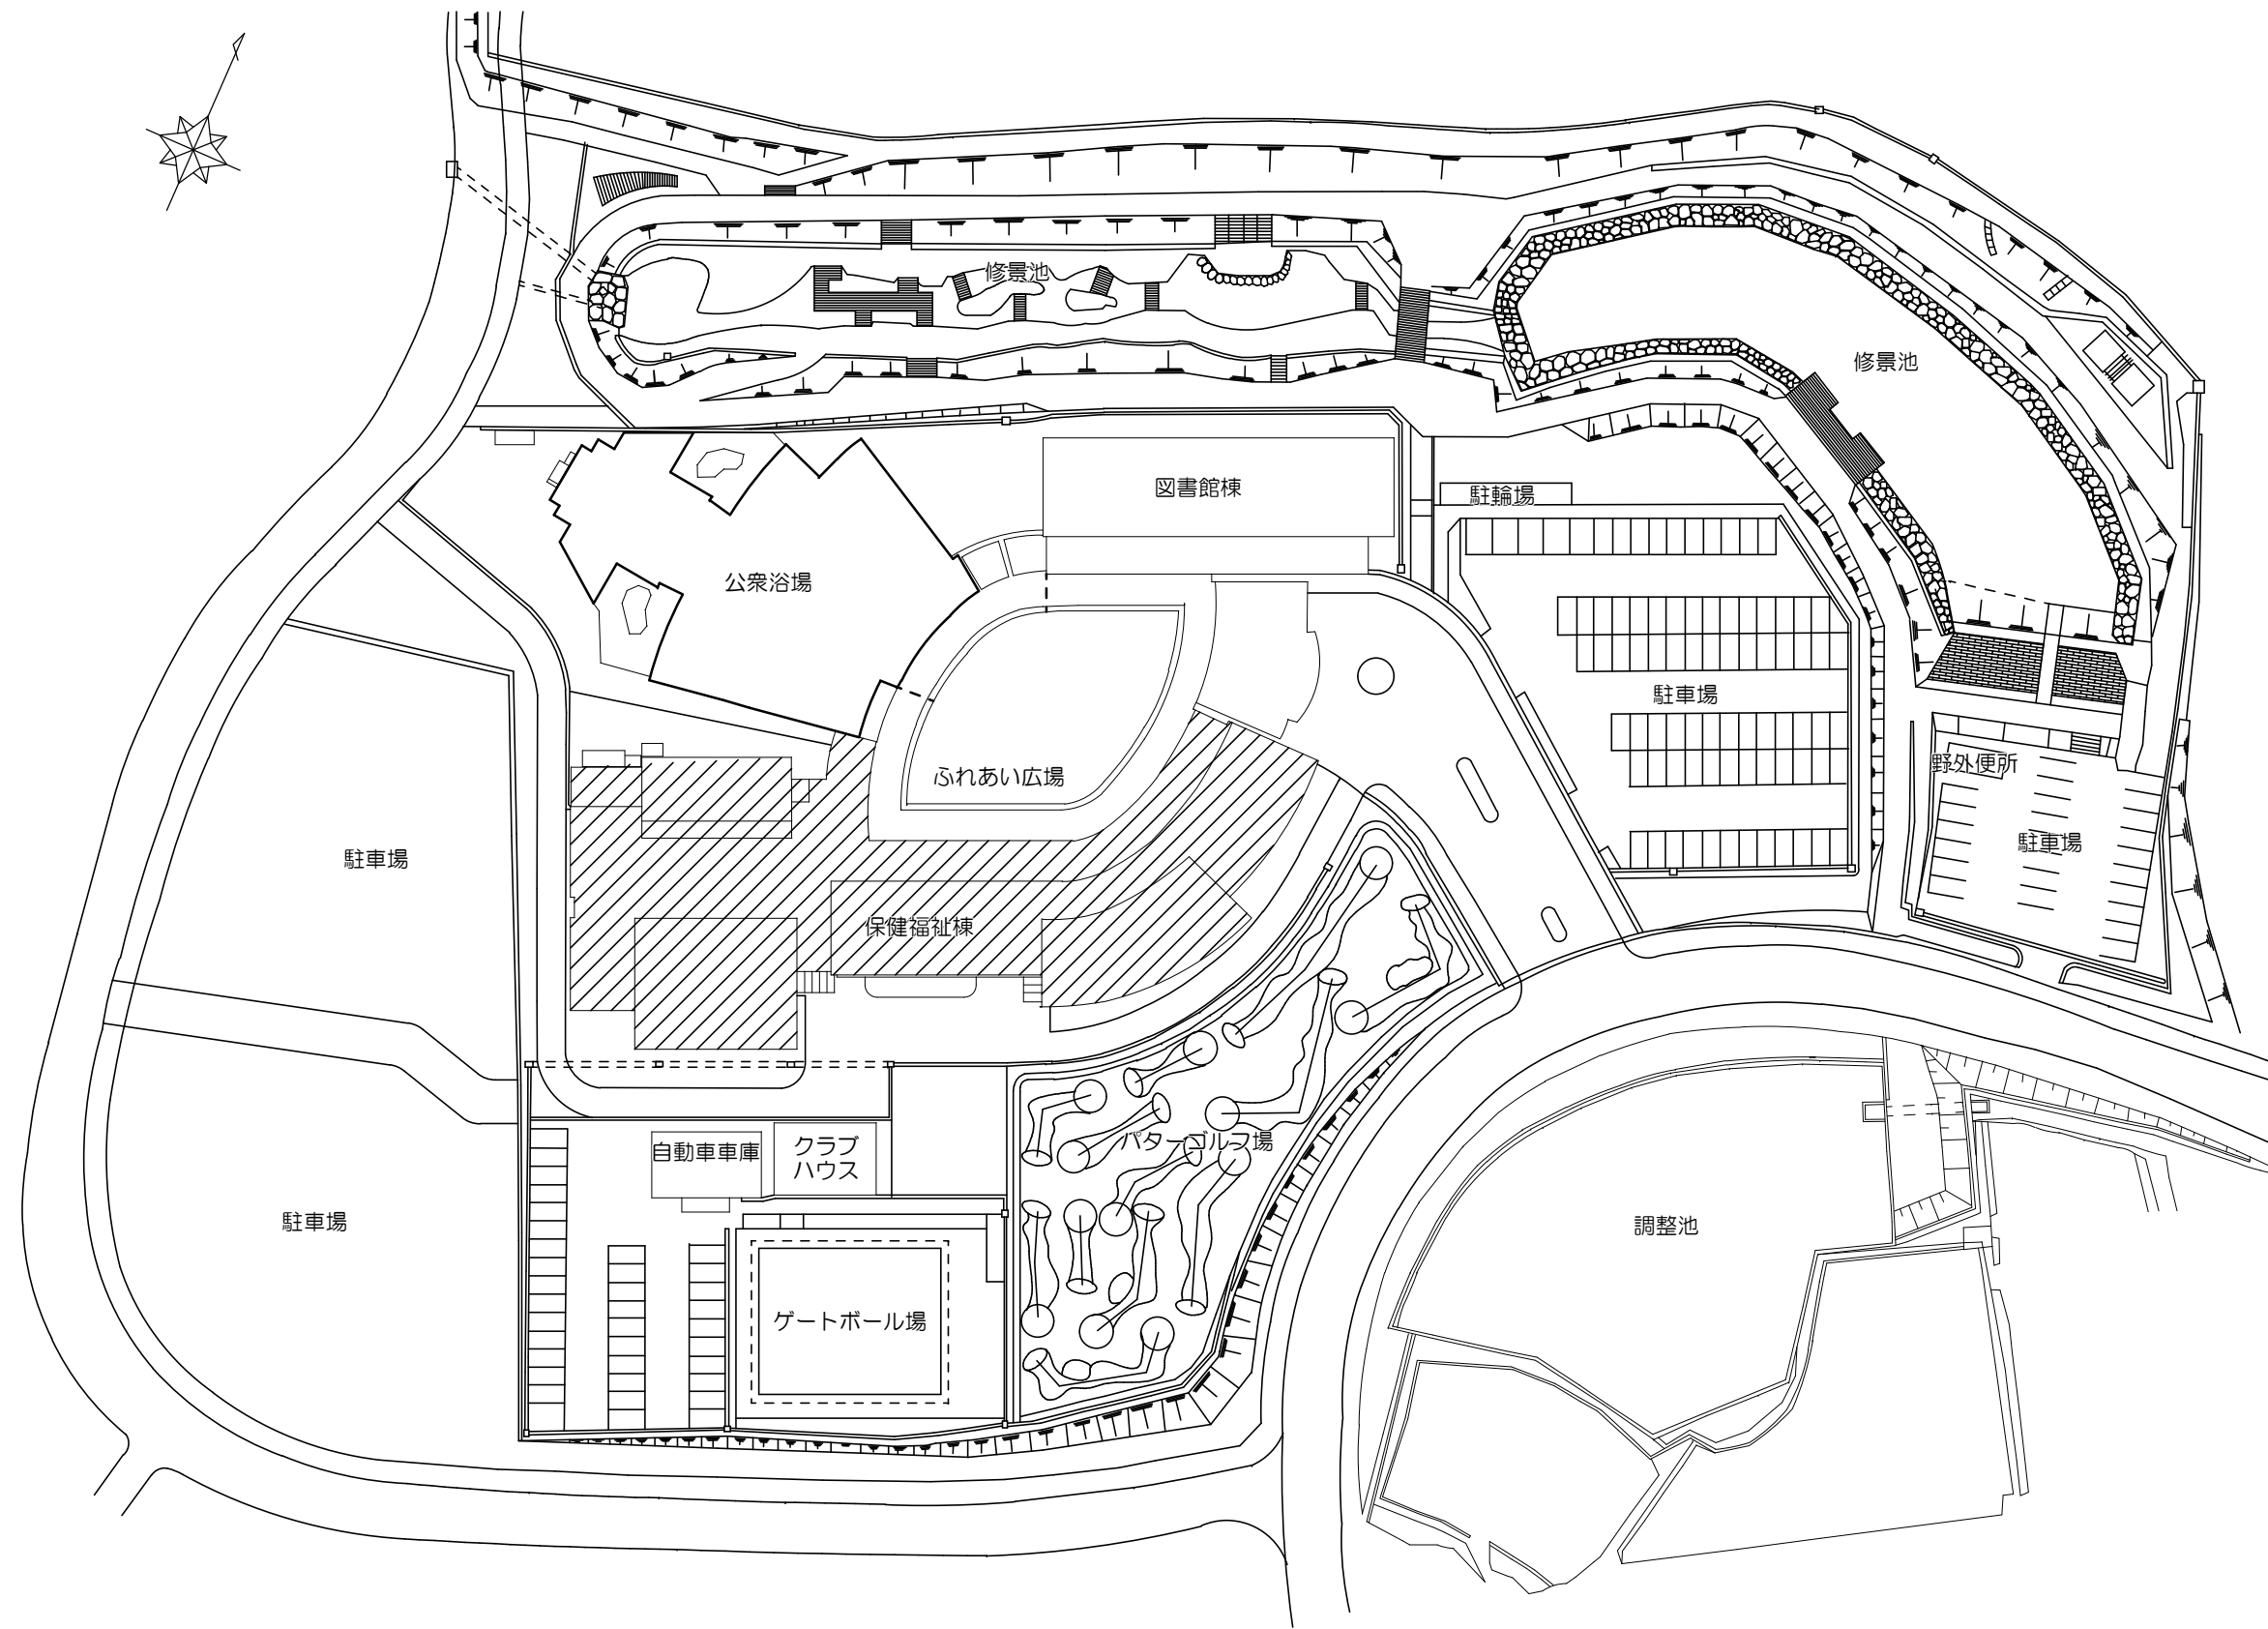 修景池
修景池
図書館棟
駐輪場
公衆浴場
駐車場
ふれあい広場
野外便所
駐車場
駐車場
保健福祉棟
パターゴルフ場
自動車車庫
クラブ
ハウス
駐車場
調整池
ゲートボール場